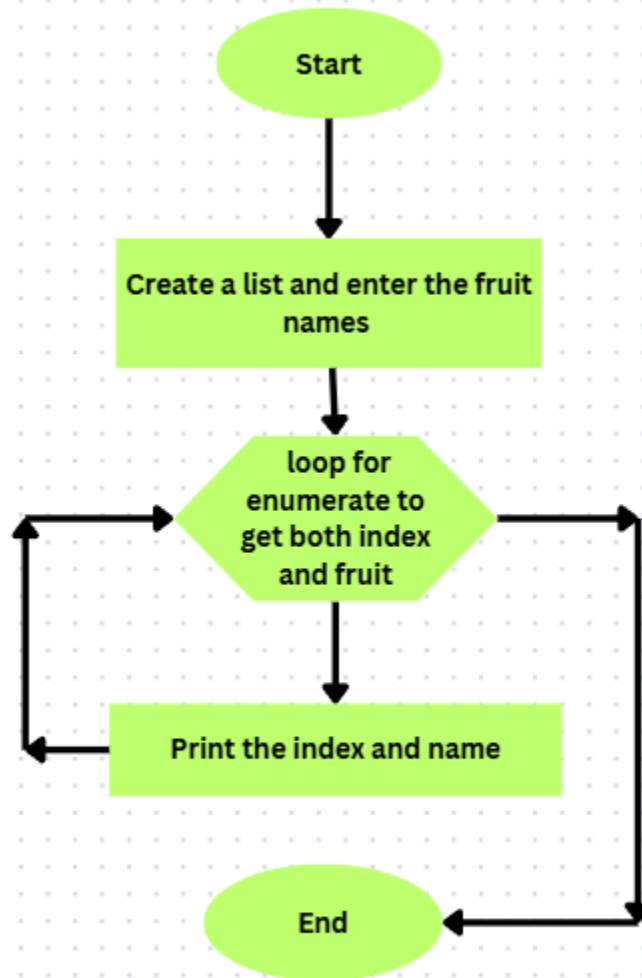 Start
Create a list and enter the fruit
names
loop for
enumerate to
get both index
and fruit
Print the index and name
End